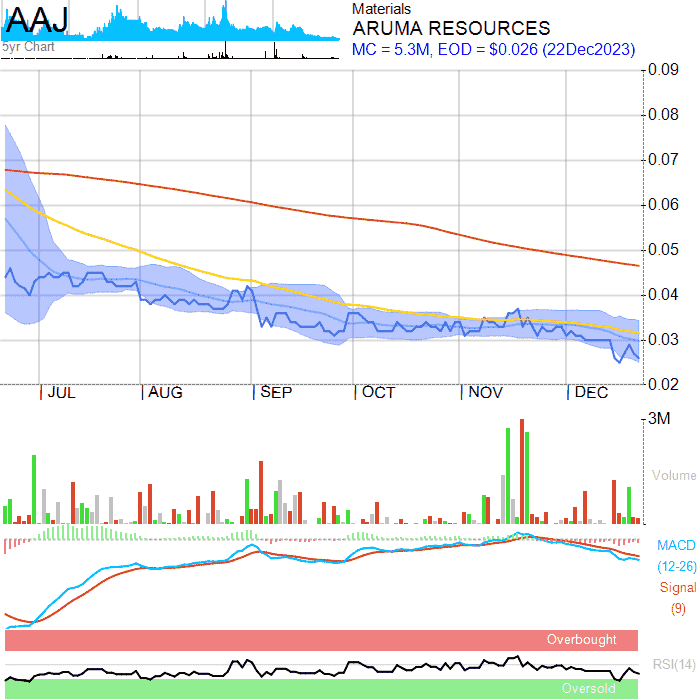 AAJ
5yr Chart
Materials
ARUMA RESOURCES
MC = 5.3M, EOD = $0.026 (22Dec2023)
0.09
0.08
0.07
0.06
0.05
0.04
0.03
0.02
JUL AUG SEP OCT NOV DEC
3M
Volume
MACD
(12-26)
Signal
(9)
Overbought
RSI(14)
Oversold